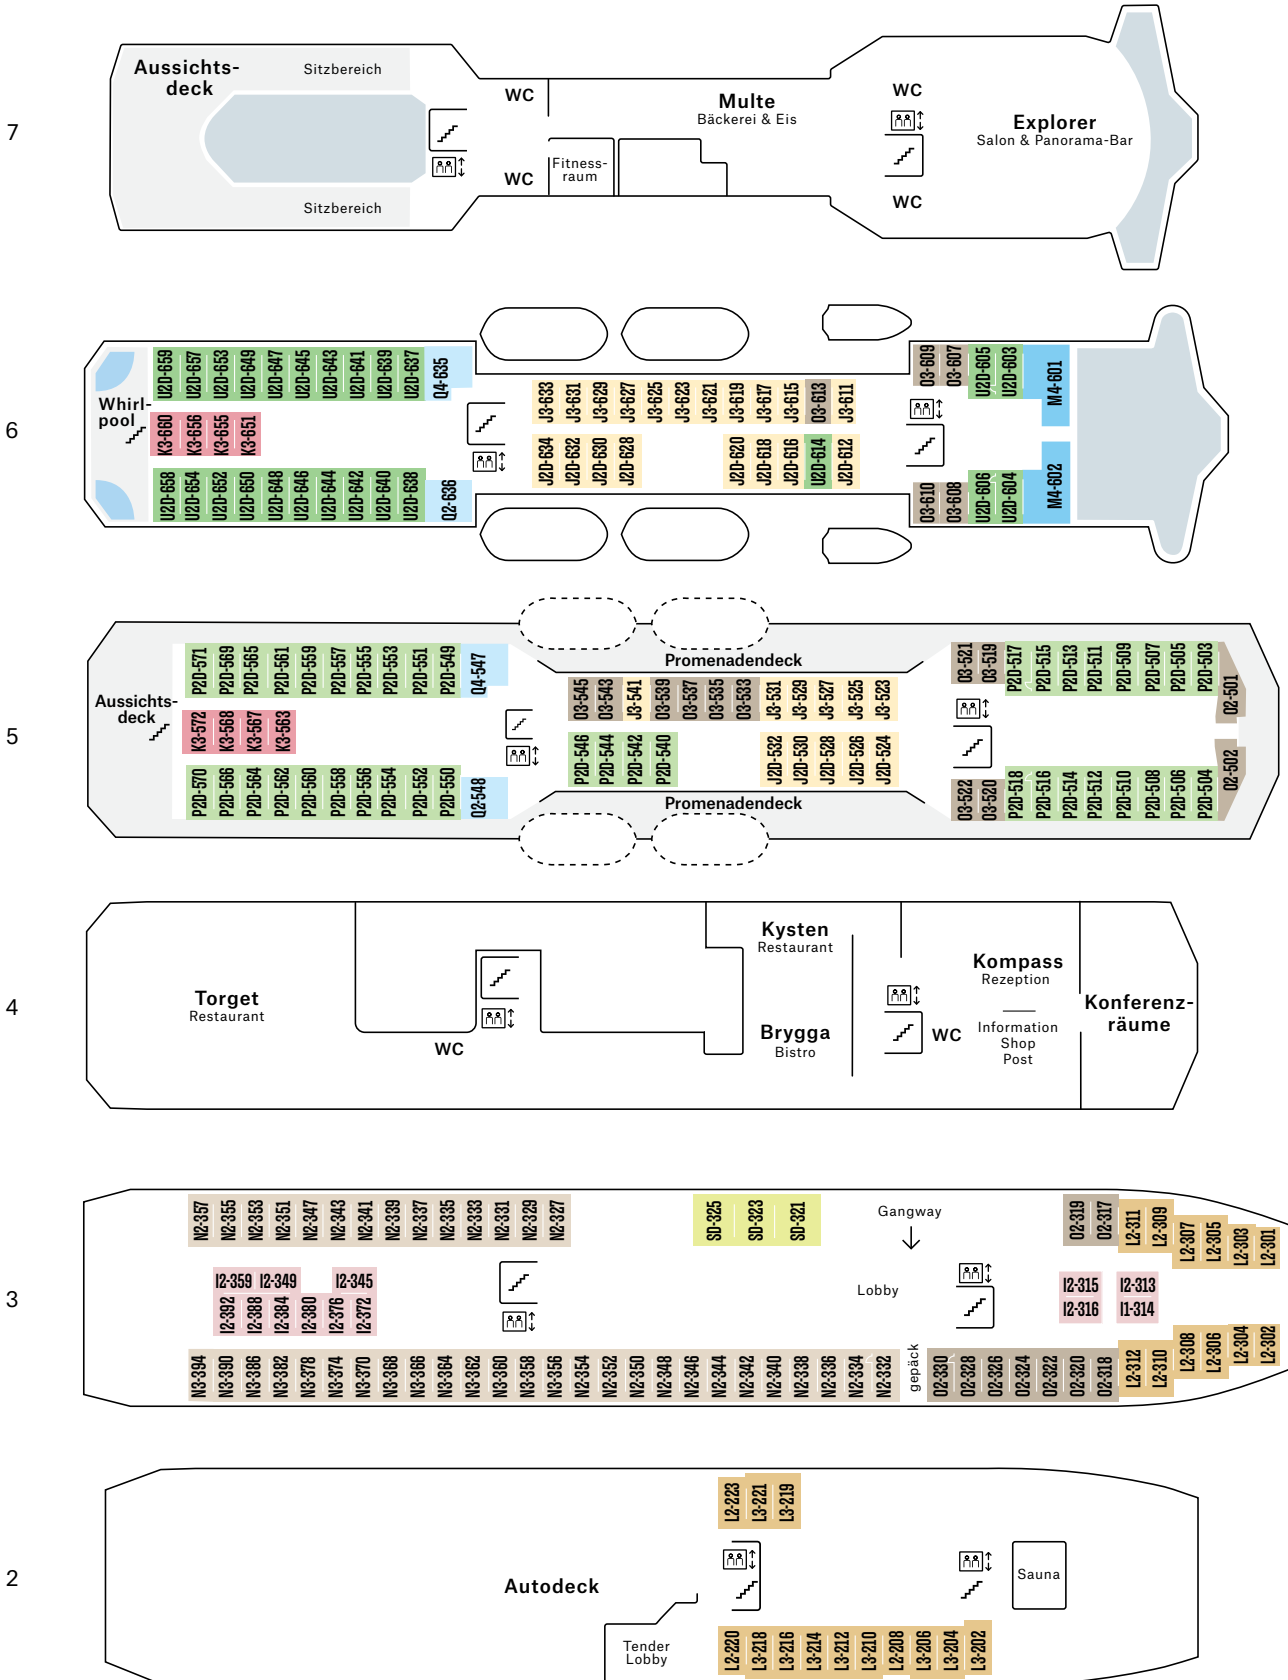 7
Aussichts-
deck
Sitzbereich
Sitzbereich
WC
WC
Fitness-
raum
Multe
Bäckerei & Eis
WC
WC
Explorer
Salon & Panorama-Bar
6
Whirl-
pool
U2D-659
U2D-657
U2D-653
U2D-649
U2D-647
U2D-645
U2D-643
U2D-641
U2D-639
U2D-637
Q4-635
K3-660
K3-656
K3-655
K3-651
U2D-658
U2D-654
U2D-652
U2D-650
U2D-648
U2D-646
U2D-644
U2D-642
U2D-640
U2D-638
Q2-636
J3-633
J3-631
J3-629
J3-627
J3-625
J3-623
J3-621
J3-619
J3-617
J3-615
O3-613
J3-611
J2D-634
J2D-632
J2D-630
J2D-628
J2D-620
J2D-618
J2D-616
U2D-614
J2D-612
O3-609
O3-607
U2D-605
U2D-603
M4-601
O3-610
O3-608
U2D-606
U2D-604
M4-602
5
Aussichts-
deck
P2D-571
P2D-569
P2D-565
P2D-561
P2D-559
P2D-557
P2D-555
P2D-553
P2D-551
P2D-549
Q4-547
K3-572
K3-568
K3-567
K3-563
P2D-570
P2D-566
P2D-564
P2D-562
P2D-560
P2D-558
P2D-556
P2D-554
P2D-552
P2D-550
Q2-548
Promenadendeck
O3-545
O3-543
J3-541
O3-539
O3-537
O3-535
O3-533
J3-531
J3-529
J3-527
J3-525
J3-523
P2D-546
P2D-544
P2D-542
P2D-540
J2D-532
J2D-530
J2D-528
J2D-526
J2D-524
Promenadendeck
O3-521
O3-519
P2D-517
P2D-515
P2D-513
P2D-511
P2D-509
P2D-507
P2D-505
P2D-503
O2-501
O3-522
O3-520
P2D-518
P2D-516
P2D-514
P2D-512
P2D-510
P2D-508
P2D-506
P2D-504
O2-502
4
Torget
Restaurant
WC
Kysten
Restaurant
Brygga
Bistro
WC
Kompass
Rezeption
Information
Shop
Post
Konferenz-
räume
3
N2-357
N2-355
N2-353
N2-351
N2-347
N2-343
N2-341
N2-339
N2-337
N2-335
N2-333
N2-331
N2-329
N2-327
SD-325
SD-323
SD-321
Gangway
Lobby
O2-319
O2-317
L2-311
L2-309
L2-307
L2-305
L2-303
L2-301
I2-359
I2-349
I2-345
I2-392
I2-388
I2-384
I2-380
I2-376
I2-372
I2-315
I2-313
I2-316
I1-314
N3-394
N3-390
N3-386
N3-382
N3-378
N3-374
N3-370
N3-368
N3-366
N3-364
N3-362
N3-360
N3-358
N3-356
N2-354
N2-352
N2-350
N2-348
N2-346
N2-344
N2-342
N2-340
N2-338
N2-336
N2-334
N2-332
gepäck
O2-330
O2-328
O2-326
O2-324
O2-322
O2-320
O2-318
L2-312
L2-310
L2-308
L2-306
L2-304
L2-302
2
Autodeck
Tender
Lobby
L2-223
L3-221
L3-219
Sauna
L2-220
L3-218
L3-216
L3-214
L3-212
L3-210
L2-208
L3-206
L3-204
L3-202